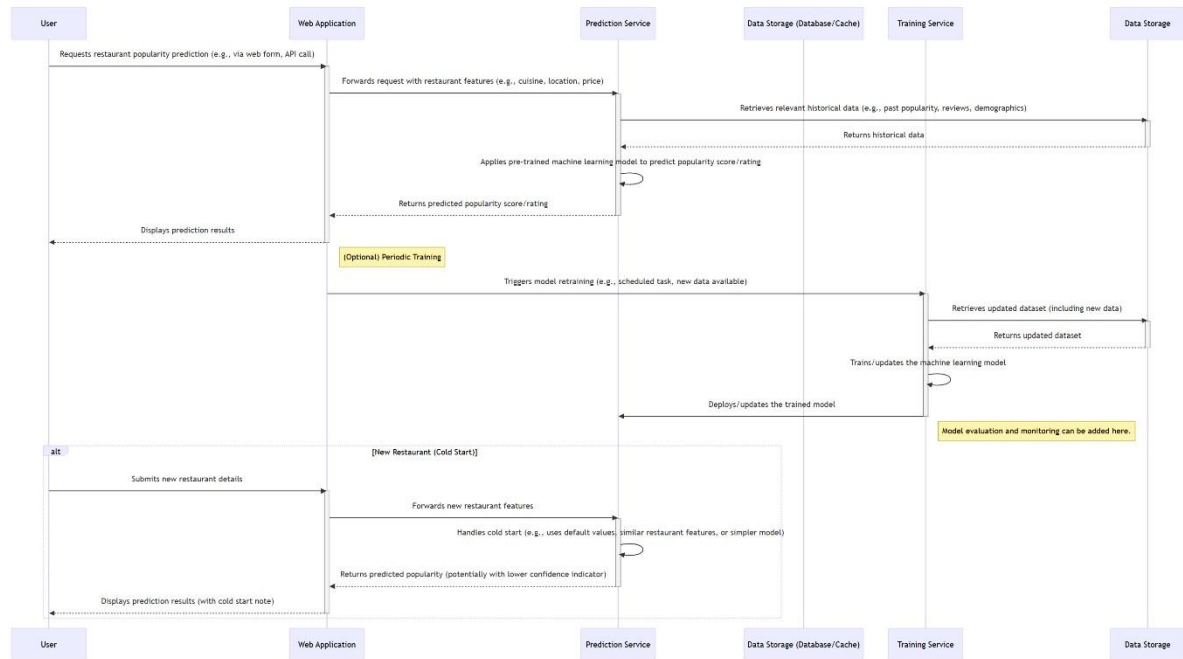 User
Web Application
Prediction Service
Data Storage (Database/Cache)
Training Service
Data Storage
Requests restaurant popularity prediction (e.g., via web form, API call)
Forwards request with restaurant features (e.g., cuisine, location, price)
Retrieves relevant historical data (e.g., past popularity, reviews, demographics)
Returns historical data
Applies pre-trained machine learning model to predict popularity score/rating
Returns predicted popularity score/rating
Displays prediction results
(Optional) Periodic Training
Triggers model retraining (e.g., scheduled task, new data available)
Retrieves updated dataset (including new data)
Returns updated dataset
Trains/updates the machine learning model
Deploys/updates the trained model
Model evaluation and monitoring can be added here.
alt
[New Restaurant (Cold Start)]
Submits new restaurant details
Forwards new restaurant features
Handles cold start (e.g., uses default values, similar restaurant features, or simpler model)
Returns predicted popularity (potentially with lower confidence indicator)
Displays prediction results (with cold start note)
User
Web Application
Prediction Service
Data Storage (Database/Cache)
Training Service
Data Storage